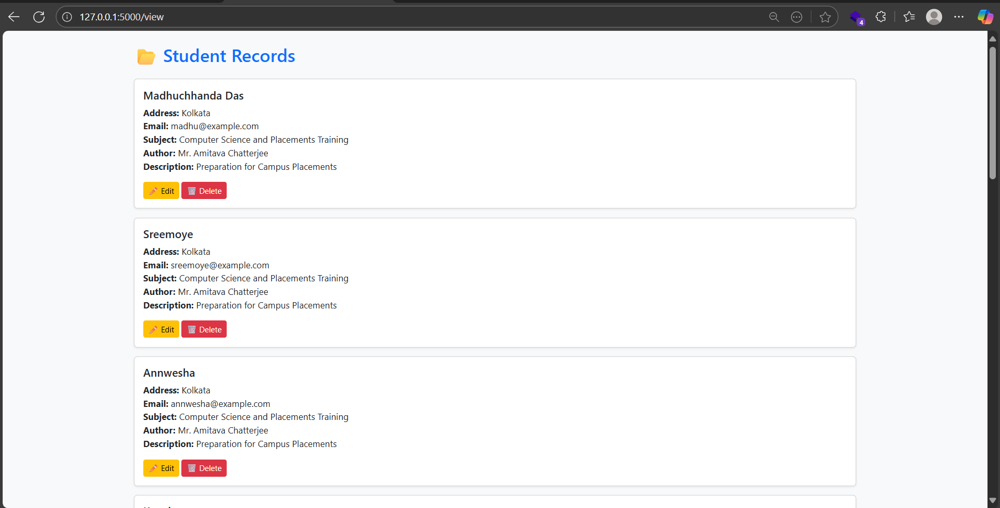 127.0.0.1:5000/view
4
Student Records
Madhuchhanda Das
Address: Kolkata
Email: madhu@example.com
Subject: Computer Science and Placements Training
Author: Mr. Amitava Chatterjee
Description: Preparation for Campus Placements
Edit Delete
Sreemoye
Address: Kolkata
Email: sreemoye@example.com
Subject: Computer Science and Placements Training
Author: Mr. Amitava Chatterjee
Description: Preparation for Campus Placements
Edit Delete
Annwesha
Address: Kolkata
Email: annwesha@example.com
Subject: Computer Science and Placements Training
Author: Mr. Amitava Chatterjee
Description: Preparation for Campus Placements
Edit Delete